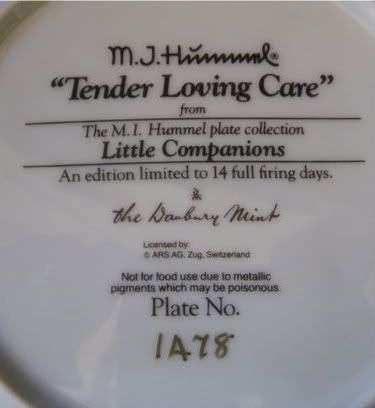 M.J. Hummel®
“Tender Loving Care”
from
The M. I. Hummel plate collection
Little Companions
An edition limited to 14 full firing days.
&
the Danbury Mint
Licensed by:
© ARS AG, Zug, Switzerland
Not for food use due to metallic
pigments which may be poisonous.
Plate No.
1A78